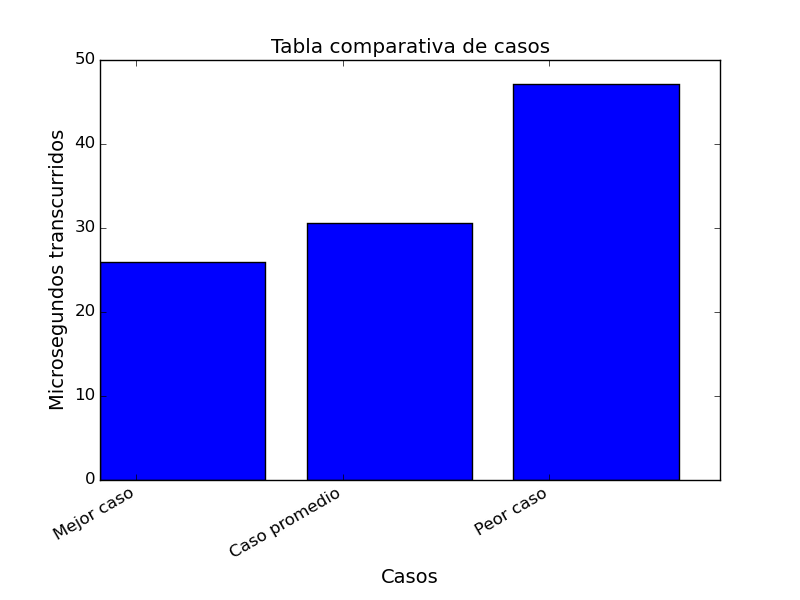 Tabla comparativa de casos
Microsegundos transcurridos
50
40
30
20
10
0
Mejor caso
Caso promedio
Peor caso
Casos